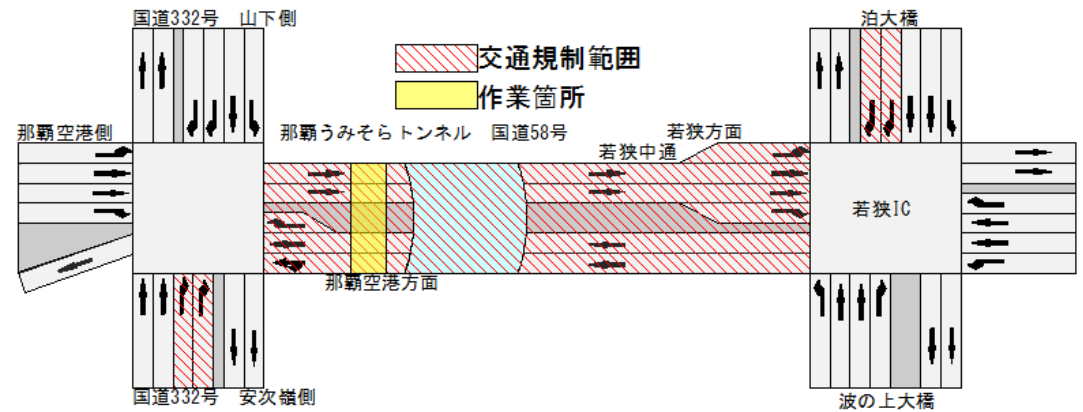 国道332号 山下側
泊大橋
交通規制範囲
作業箇所
那覇空港側
那覇うみそらトンネル 国道58号
若狭方面
若狭中通
若狭IC
那覇空港方面
国道332号 安次嶺側
波の上大橋